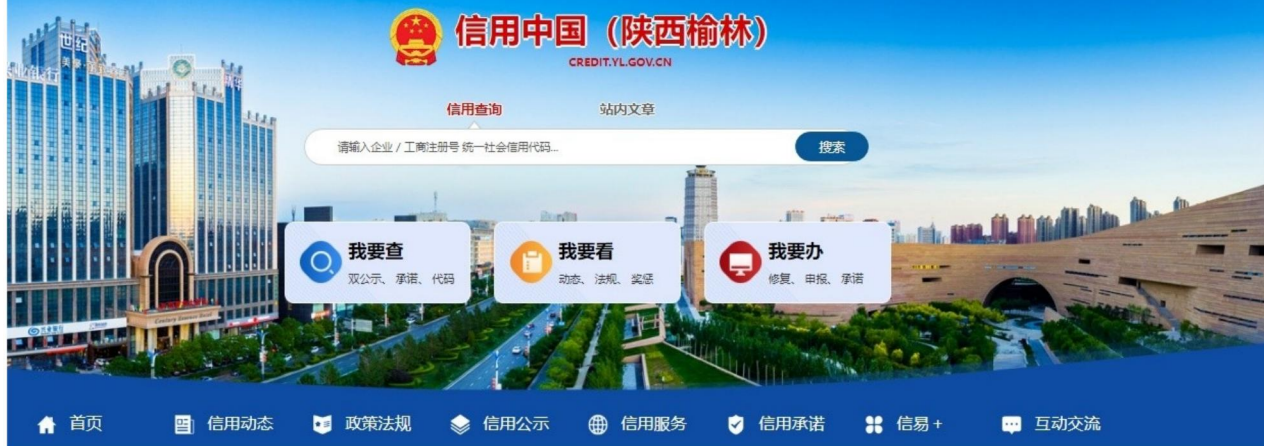 信用中国（陕西榆林）
CREDIT.YL.GOV.CN
信用查询
站内文章
请输入企业 / 工商注册号 统一社会信用代码...
搜索
世纪
我要查
双公示、承诺、代码
我要看
动态、法规、奖惩
我要办
修复、申报、承诺
首页
信用动态
政策法规
信用公示
信用服务
信用承诺
信易 +
互动交流